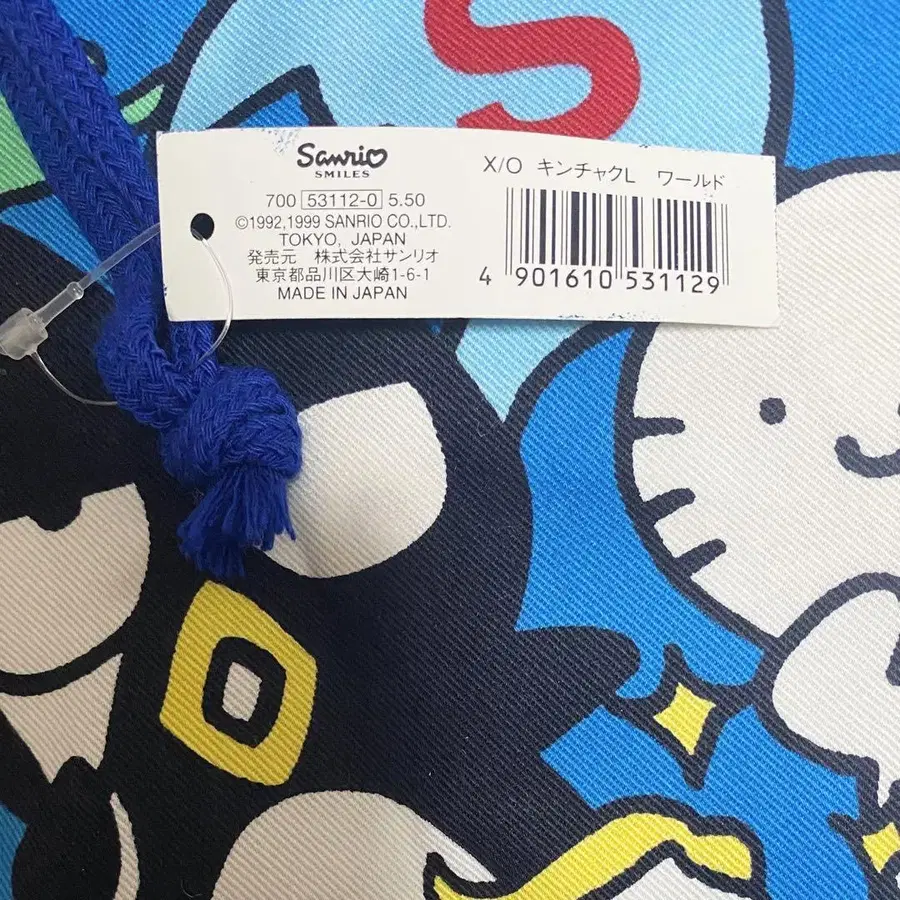 S
Sanrio
SMILES
700 53112-0 5.50
©1992,1999 SANRIO CO.,LTD.
TOKYO, JAPAN
発売元 株式会社サンリオ
東京都品川区大崎1-6-1
MADE IN JAPAN
X/O キンチャクL ワールド
4 901610 531129